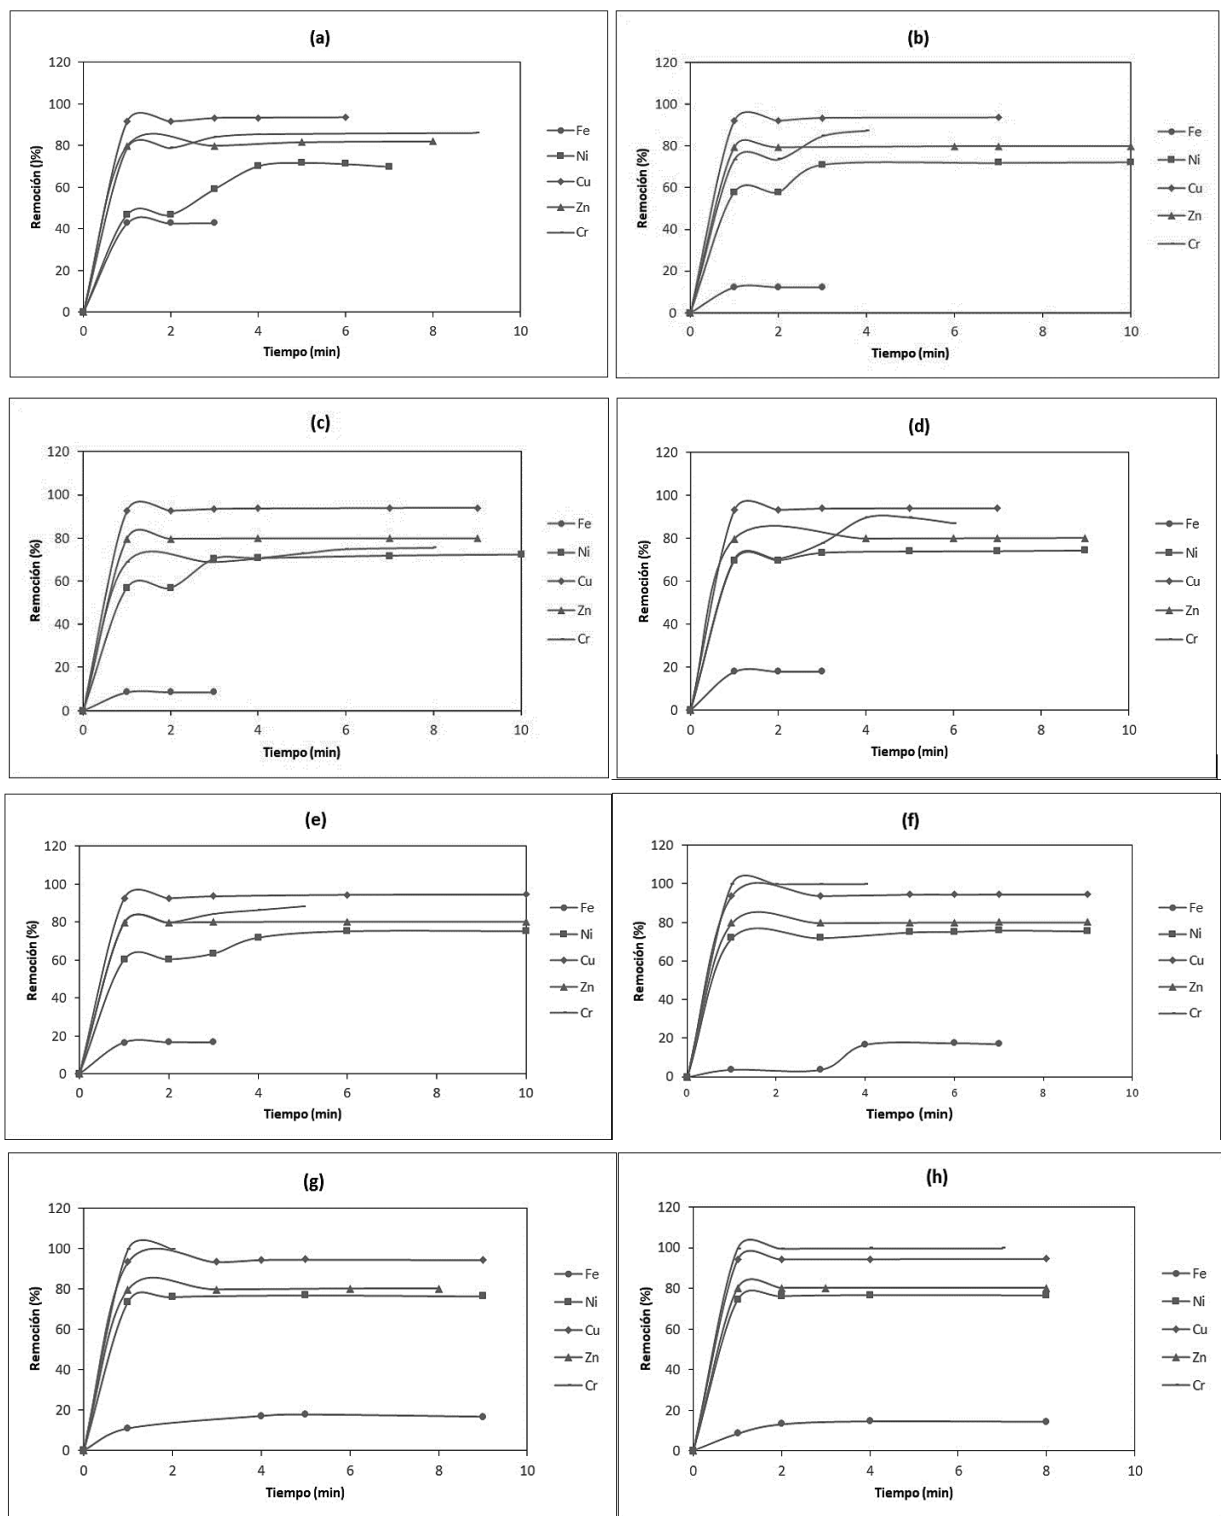 (a)
120
100
80
60
40
20
0
0 2 4 6 8 10
Remoción ()%)
Tiempo (min)
Fe
Ni
Cu
Zn
Cr
(b)
120
100
80
60
40
20
0
0 2 4 6 8 10
Remoción (%)
Tiempo (min)
Fe
Ni
Cu
Zn
Cr
(c)
120
100
80
60
40
20
0
0 2 4 6 8 10
Remoción (%)
Tiempo (min)
Fe
Ni
Cu
Zn
Cr
(d)
120
100
80
60
40
20
0
0 2 4 6 8 10
Remoción (%)
Tiempo (min)
Fe
Ni
Cu
Zn
Cr
(e)
120
100
80
60
40
20
0
0 2 4 6 8 10
Remoción (%)
Tiempo (min)
Fe
Ni
Cu
Zn
Cr
(f)
120
100
80
60
40
20
0
0 2 4 6 8 10
Remoción (%)
Tiempo (min)
Fe
Ni
Cu
Zn
Cr
(g)
120
100
80
60
40
20
0
0 2 4 6 8 10
Remoción (%)
Tiempo (min)
Fe
Ni
Cu
Zn
Cr
(h)
120
100
80
60
40
20
0
0 2 4 6 8 10
Remoción (%)
Tiempo (min)
Fe
Ni
Cu
Zn
Cr